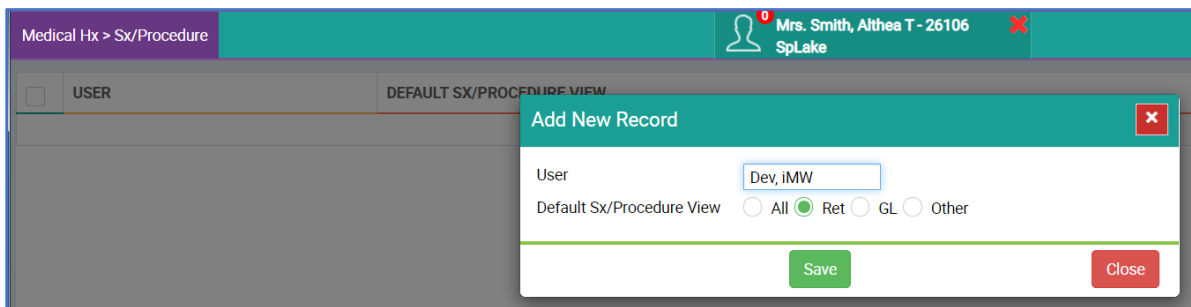 Medical Hx > Sx/Procedure
0
Mrs. Smith, Althea T - 26106
SpLake
USER
DEFAULT SX/PROCEDURE VIEW
Add New Record
User
Dev, iMW
Default Sx/Procedure View All Ret GL Other
Save
Close